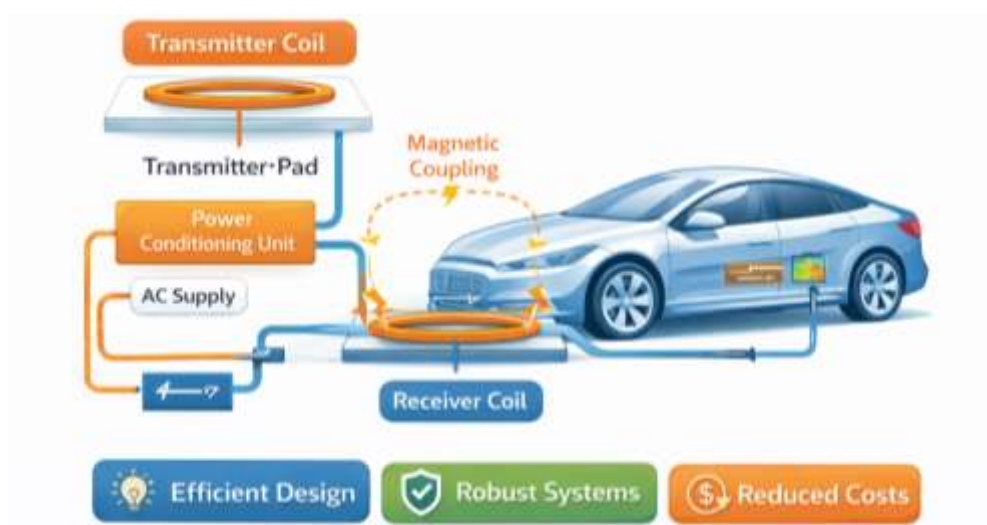 Transmitter Coil
Transmitter-Pad
Magnetic
Coupling
Power
Conditioning Unit
AC Supply
Receiver Coil
Efficient Design
Robust Systems
Reduced Costs